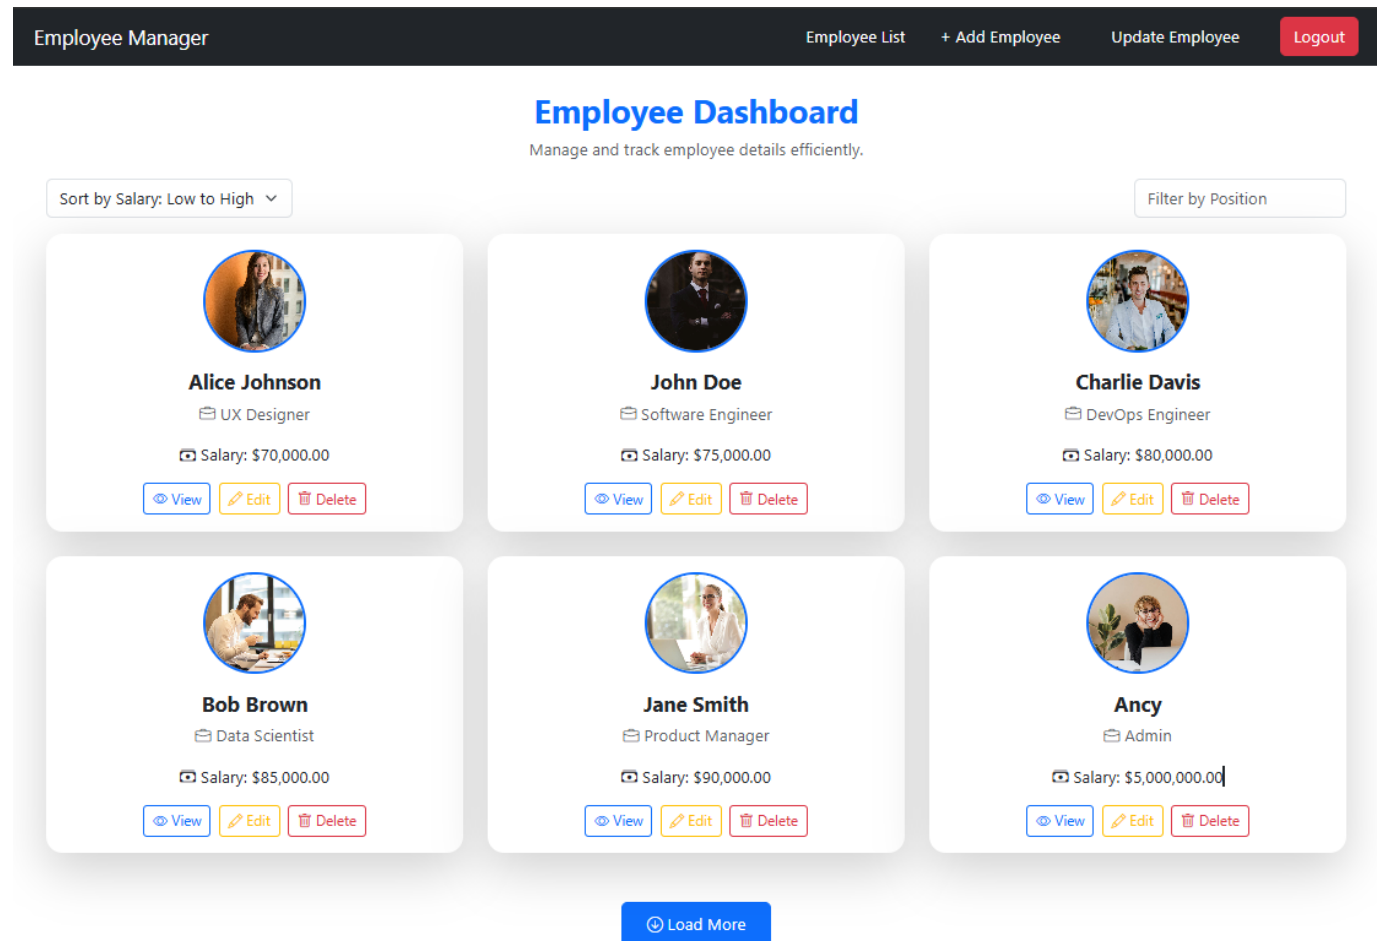 Employee Manager
Employee List
+ Add Employee
Update Employee
Logout
Employee Dashboard
Manage and track employee details efficiently.
Sort by Salary: Low to High
Filter by Position
Alice Johnson
UX Designer
Salary: $70,000.00
View
Edit
Delete
John Doe
Software Engineer
Salary: $75,000.00
View
Edit
Delete
Charlie Davis
DevOps Engineer
Salary: $80,000.00
View
Edit
Delete
Bob Brown
Data Scientist
Salary: $85,000.00
View
Edit
Delete
Jane Smith
Product Manager
Salary: $90,000.00
View
Edit
Delete
Ancy
Admin
Salary: $5,000,000.00
View
Edit
Delete
Load More